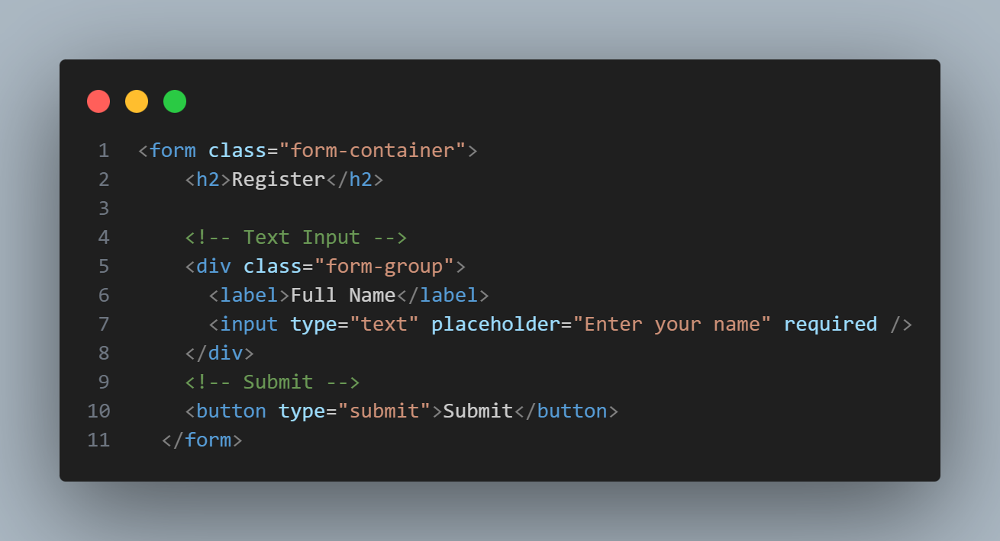 1 <form class="form-container">
2     <h2>Register</h2>
3
4     <!-- Text Input -->
5     <div class="form-group">
6       <label>Full Name</label>
7       <input type="text" placeholder="Enter your name" required />
8     </div>
9     <!-- Submit -->
10     <button type="submit">Submit</button>
11   </form>